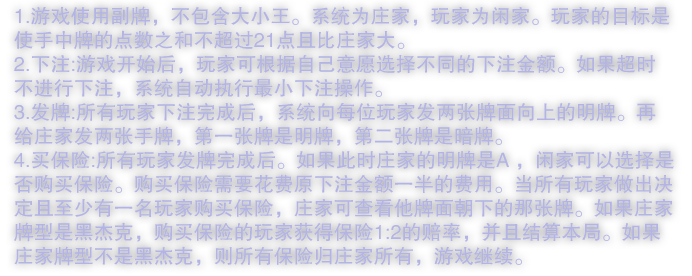 1.游戏使用副牌，不包含大小王。系统为庄家，玩家为闲家。玩家的目标是
使手中牌的点数之和不超过21点且比庄家大。
2.下注:游戏开始后，玩家可根据自己意愿选择不同的下注金额。如果超时
不进行下注，系统自动执行最小下注操作。
3.发牌:所有玩家下注完成后，系统向每位玩家发两张牌面向上的明牌。再
给庄家发两张手牌，第一张牌是明牌，第二张牌是暗牌。
4.买保险:所有玩家发牌完成后。如果此时庄家的明牌是A ，闲家可以选择是
否购买保险。购买保险需要花费原下注金额一半的费用。当所有玩家做出决
定且至少有一名玩家购买保险，庄家可查看他牌面朝下的那张牌。如果庄家
牌型是黑杰克，购买保险的玩家获得保险1:2的赔率，并且结算本局。如果
庄家牌型不是黑杰克，则所有保险归庄家所有，游戏继续。